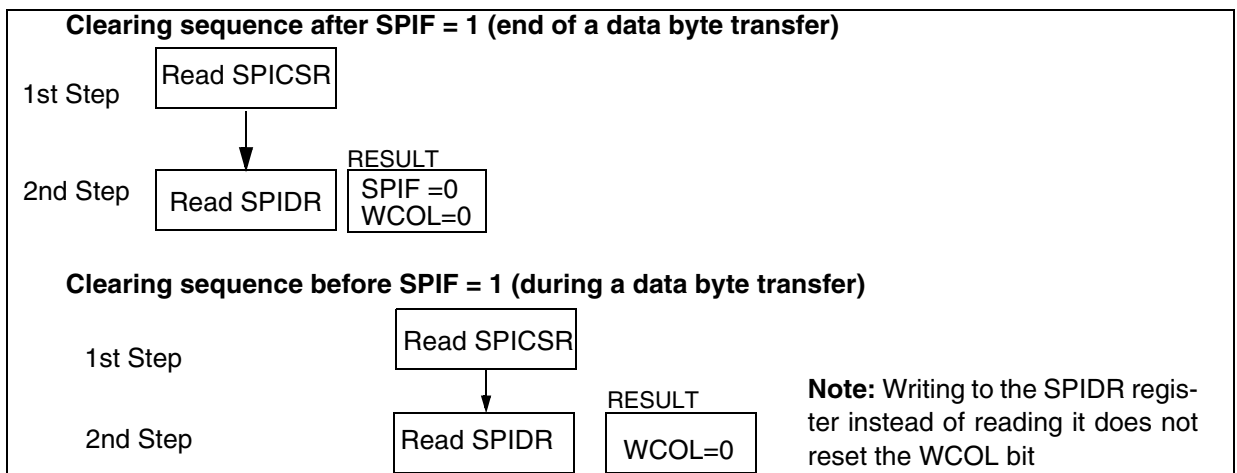 Clearing sequence after SPIF = 1 (end of a data byte transfer)
1st Step
Read SPICSR
2nd Step
Read SPIDR
RESULT
SPIF =0
WCOL=0
Clearing sequence before SPIF = 1 (during a data byte transfer)
1st Step
Read SPICSR
2nd Step
Read SPIDR
RESULT
WCOL=0
Note: Writing to the SPIDR regis-
ter instead of reading it does not
reset the WCOL bit